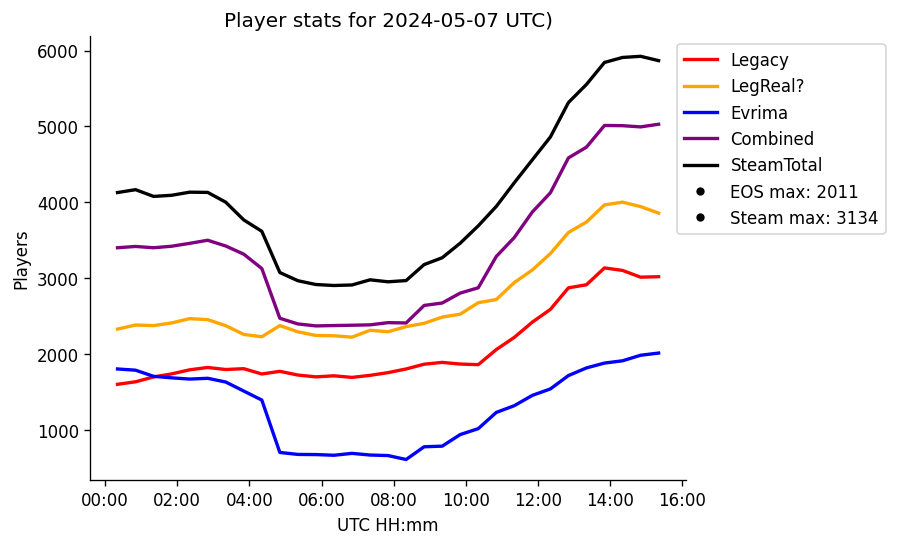 Player stats for 2024-05-07 UTC)
6000
5000
4000
3000
2000
1000
Players
00:00 02:00 04:00 06:00 08:00 10:00 12:00 14:00 16:00
UTC HH:mm
Legacy
LegReal?
Evrima
Combined
SteamTotal
EOS max: 2011
Steam max: 3134